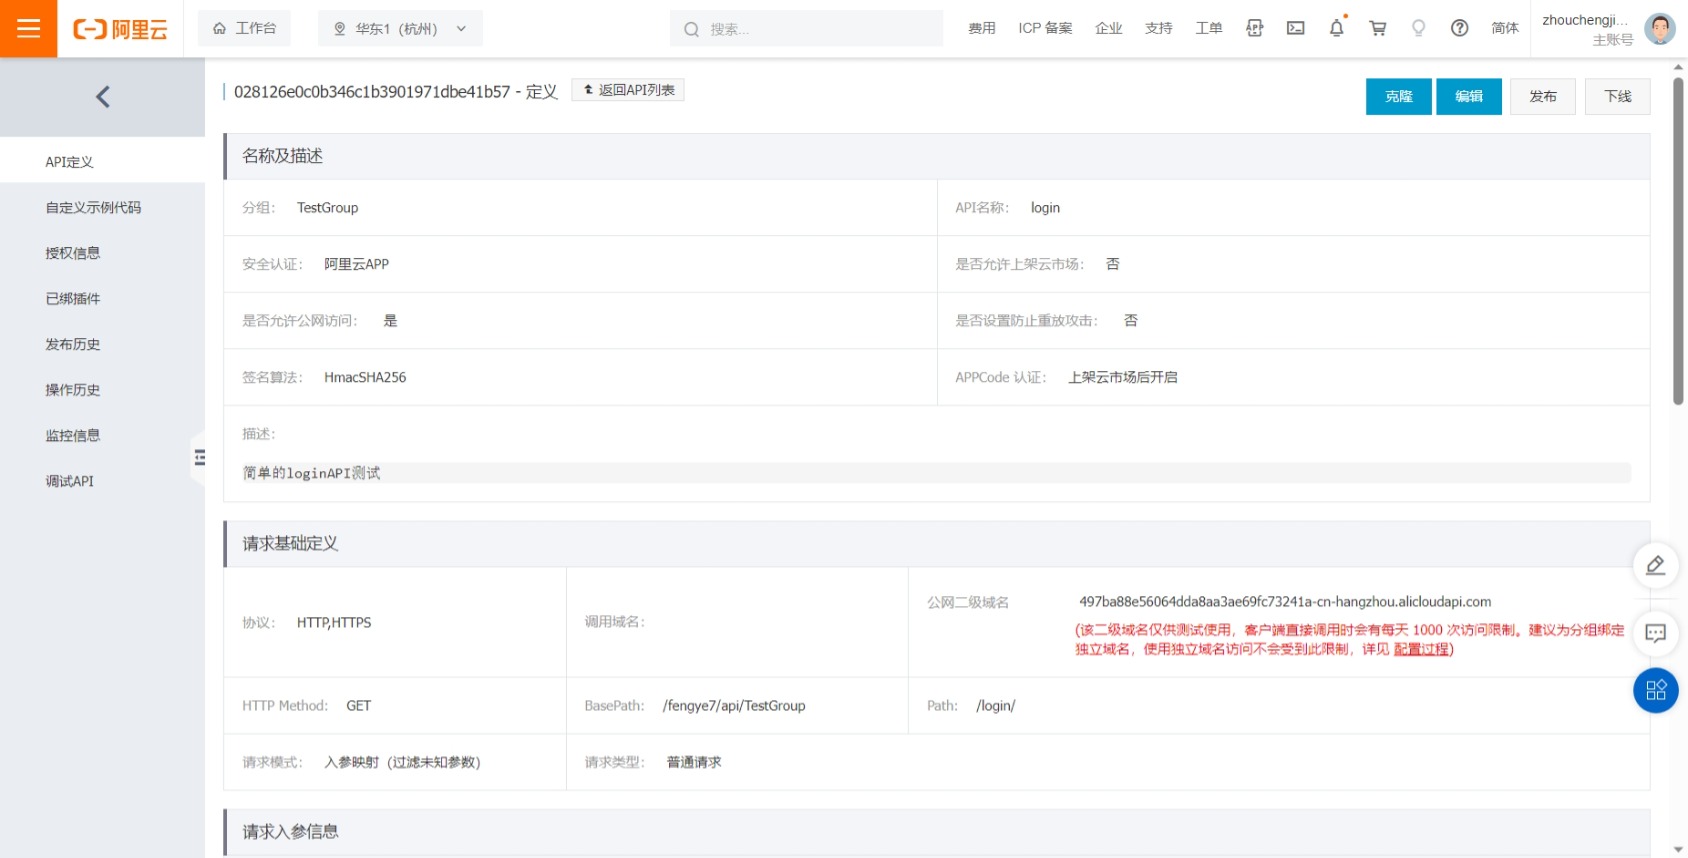 阿里云
工作台
华东1（杭州）
搜索...
费用
ICP 备案
企业
支持
工单
简体
zhouchengji...
主账号
028126e0c0b346c1b3901971dbe41b57 - 定义
返回API列表
克隆
编辑
发布
下线
API定义
自定义示例代码
授权信息
已绑插件
发布历史
操作历史
监控信息
调试API
名称及描述
分组： TestGroup
API名称： login
安全认证： 阿里云APP
是否允许上架云市场： 否
是否允许公网访问： 是
是否设置防止重放攻击： 否
签名算法： HmacSHA256
APPCode 认证： 上架云市场后开启
描述：
简单的loginAPI测试
请求基础定义
协议： HTTP,HTTPS
调用域名：
公网二级域名
497ba88e56064dda8aa3ae69fc73241a-cn-hangzhou.alicloudapi.com
(该二级域名仅供测试使用，客户端直接调用时会有每天 1000 次访问限制。建议为分组绑定
独立域名，使用独立域名访问不会受到此限制，详见 配置过程)
HTTP Method: GET
BasePath: /fengye7/api/TestGroup
Path: /login/
请求模式： 入参映射（过滤未知参数）
请求类型： 普通请求
请求入参信息